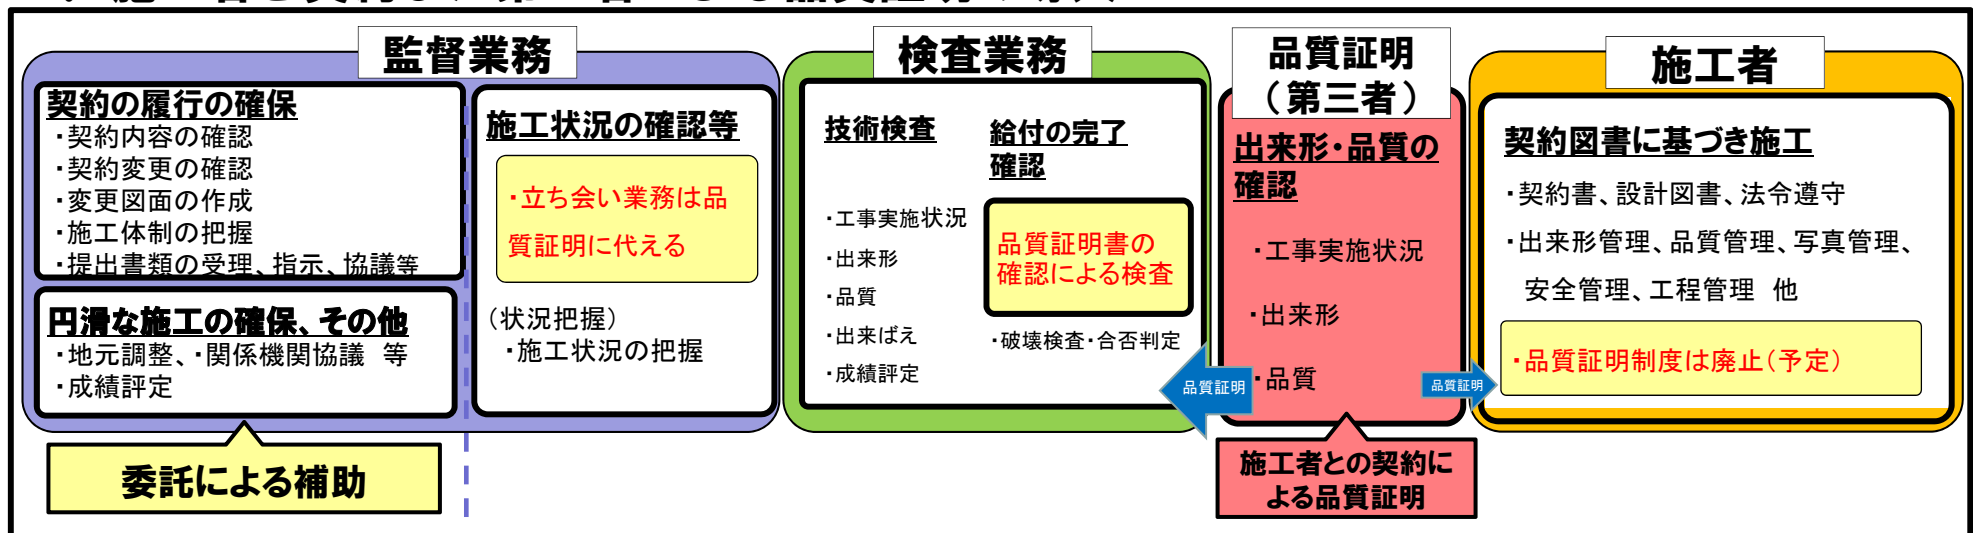 監督業務
契約の履行の確保
・契約内容の確認
・契約変更の確認
・変更図面の作成
・施工体制の把握
・提出書類の受理、指示、協議等
円滑な施工の確保、その他
・地元調整、・関係機関協議 等
・成績評定
委託による補助
施工状況の確認等
・立ち会い業務は品
質証明に代える
(状況把握)
・施工状況の把握
検査業務
技術検査
・工事実施状況
・出来形
・品質
・出来ばえ
・成績評定
給付の完了
確認
品質証明書の
確認による検査
・破壊検査・合否判定
品質証明
品質証明
(第三者)
出来形・品質の
確認
・工事実施状況
・出来形
・品質
品質証明
施工者との契約に
よる品質証明
施工者
契約図書に基づき施工
・契約書、設計図書、法令遵守
・出来形管理、品質管理、写真管理、
安全管理、工程管理 他
・品質証明制度は廃止(予定)